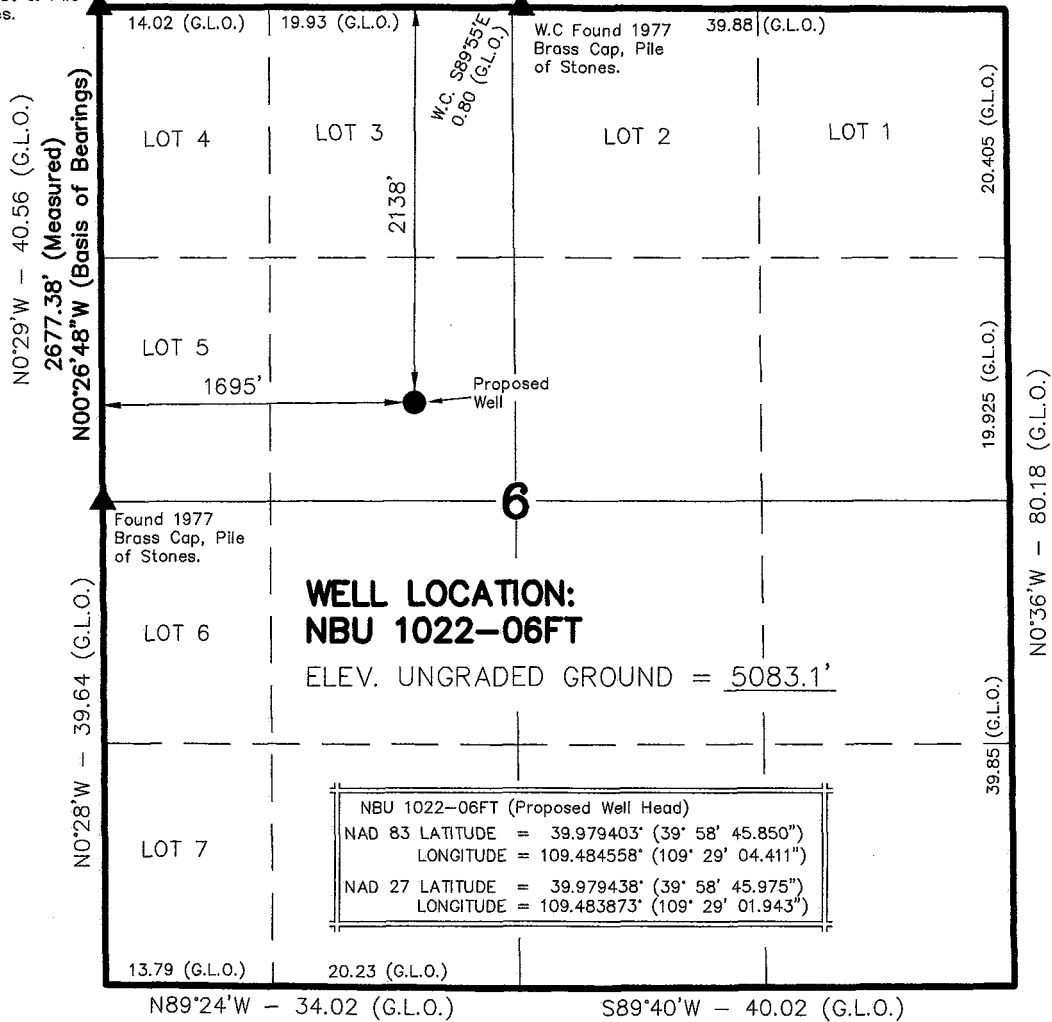 es.
14.02 (G.L.O.)
19.93 (G.L.O.)
W.C. S89°55'E
0.80 (G.L.O.)
W.C Found 1977
Brass Cap, Pile
of Stones.
39.88 (G.L.O.)
N0°29'W – 40.56 (G.L.O.)
2677.38' (Measured)
N00°26'48"W (Basis of Bearings)
LOT 4
LOT 3
LOT 2
LOT 1
20.405 (G.L.O.)
2138'
LOT 5
1695'
Proposed
Well
19.925 (G.L.O.)
N0°36'W – 80.18 (G.L.O.)
6
Found 1977
Brass Cap, Pile
of Stones.
WELL LOCATION:
NBU 1022–06FT
ELEV. UNGRADED GROUND = 5083.1'
N0°28'W – 39.64 (G.L.O.)
LOT 6
39.85 (G.L.O.)
LOT 7
NBU 1022–06FT (Proposed Well Head)
NAD 83 LATITUDE = 39.979403° (39° 58' 45.850")
LONGITUDE = 109.484558° (109° 29' 04.411")
NAD 27 LATITUDE = 39.979438° (39° 58' 45.975")
LONGITUDE = 109.483873° (109° 29' 01.943")
13.79 (G.L.O.)
20.23 (G.L.O.)
N89°24'W – 34.02 (G.L.O.)
S89°40'W – 40.02 (G.L.O.)